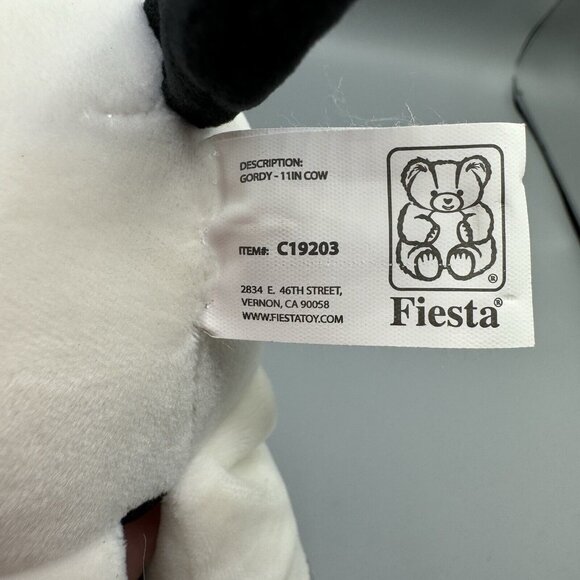 DESCRIPTION:
GORDY - 11IN COW
ITEM#: C19203
2834 E. 46TH STREET,
VERNON, CA 90058
WWW.FIESTATOY.COM
®
Fiesta®